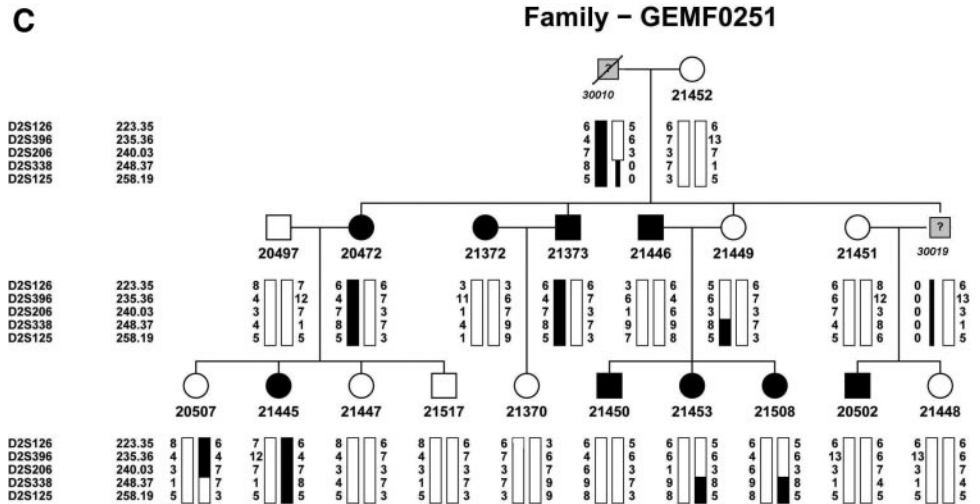 C
Family – GEMF0251
?
30010 21452
D2S126 223.35 6 5 6 6
D2S396 235.36 4 6 7 13
D2S206 240.03 7 3 3 7
D2S338 248.37 8 0 7 1
D2S125 258.19 5 0 3 5
?
20497 20472 21372 21373 21446 21449 21451 30019
D2S126 223.35 8 7 6 6 3 3 6 6 3 6 5 6 6 8 0 6
D2S396 235.36 4 12 4 7 11 6 4 7 6 4 6 7 6 12 0 13
D2S206 240.03 3 7 7 3 1 7 7 3 1 6 3 3 7 3 0 3
D2S338 248.37 4 1 8 7 4 9 8 7 9 9 8 7 4 8 0 1
D2S125 258.19 5 5 5 3 1 9 5 3 7 8 5 3 5 6 0 3
20507 21445 21447 21517 21370 21450 21453 21508 20502 21448
D2S126 223.35 8 6 7 6 8 6 8 6 6 3 6 5 6 5 6 5 6 6 6 6
D2S396 235.36 4 4 12 4 4 7 4 7 7 6 4 6 6 6 4 6 13 6 13 6
D2S206 240.03 3 7 7 7 3 3 3 3 3 7 6 3 1 3 6 3 3 7 3 7
D2S338 248.37 1 7 1 8 4 7 1 7 7 9 9 7 9 8 9 8 1 4 1 4
D2S125 258.19 5 3 5 5 5 3 5 3 3 9 8 3 8 5 8 5 3 5 3 5